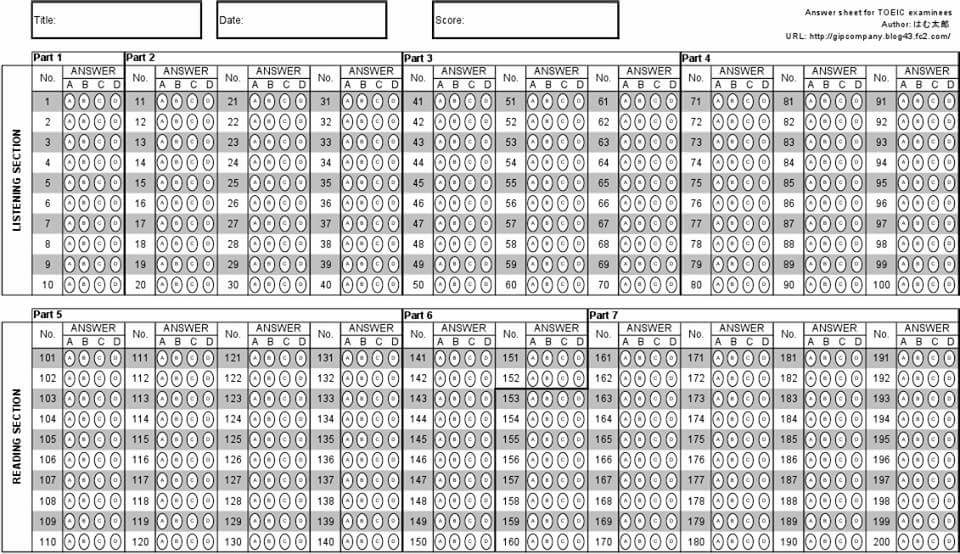 Title:
Date:
Score:
Answer sheet for TOEIC examinees
Author: はむ太郎
URL: http://gipcompany.blog43.fc2.com/
LISTENING SECTION
Part 1 Part 2 Part 3 Part 4
No. ANSWER No. ANSWER No. ANSWER No. ANSWER No. ANSWER No. ANSWER No. ANSWER No. ANSWER No. ANSWER No. ANSWER
A B C D A B C D A B C D A B C D A B C D A B C D A B C D A B C D A B C D A B C D
1 A B C D 11 A B C D 21 A B C D 31 A B C D 41 A B C D 51 A B C D 61 A B C D 71 A B C D 81 A B C D 91 A B C D
2 A B C D 12 A B C D 22 A B C D 32 A B C D 42 A B C D 52 A B C D 62 A B C D 72 A B C D 82 A B C D 92 A B C D
3 A B C D 13 A B C D 23 A B C D 33 A B C D 43 A B C D 53 A B C D 63 A B C D 73 A B C D 83 A B C D 93 A B C D
4 A B C D 14 A B C D 24 A B C D 34 A B C D 44 A B C D 54 A B C D 64 A B C D 74 A B C D 84 A B C D 94 A B C D
5 A B C D 15 A B C D 25 A B C D 35 A B C D 45 A B C D 55 A B C D 65 A B C D 75 A B C D 85 A B C D 95 A B C D
6 A B C D 16 A B C D 26 A B C D 36 A B C D 46 A B C D 56 A B C D 66 A B C D 76 A B C D 86 A B C D 96 A B C D
7 A B C D 17 A B C D 27 A B C D 37 A B C D 47 A B C D 57 A B C D 67 A B C D 77 A B C D 87 A B C D 97 A B C D
8 A B C D 18 A B C D 28 A B C D 38 A B C D 48 A B C D 58 A B C D 68 A B C D 78 A B C D 88 A B C D 98 A B C D
9 A B C D 19 A B C D 29 A B C D 39 A B C D 49 A B C D 59 A B C D 69 A B C D 79 A B C D 89 A B C D 99 A B C D
10 A B C D 20 A B C D 30 A B C D 40 A B C D 50 A B C D 60 A B C D 70 A B C D 80 A B C D 90 A B C D 100 A B C D
READING SECTION
Part 5 Part 6 Part 7
No. ANSWER No. ANSWER No. ANSWER No. ANSWER No. ANSWER No. ANSWER No. ANSWER No. ANSWER No. ANSWER No. ANSWER
A B C D A B C D A B C D A B C D A B C D A B C D A B C D A B C D A B C D A B C D
101 A B C D 111 A B C D 121 A B C D 131 A B C D 141 A B C D 151 A B C D 161 A B C D 171 A B C D 181 A B C D 191 A B C D
102 A B C D 112 A B C D 122 A B C D 132 A B C D 142 A B C D 152 A B C D 162 A B C D 172 A B C D 182 A B C D 192 A B C D
103 A B C D 113 A B C D 123 A B C D 133 A B C D 143 A B C D 153 A B C D 163 A B C D 173 A B C D 183 A B C D 193 A B C D
104 A B C D 114 A B C D 124 A B C D 134 A B C D 144 A B C D 154 A B C D 164 A B C D 174 A B C D 184 A B C D 194 A B C D
105 A B C D 115 A B C D 125 A B C D 135 A B C D 145 A B C D 155 A B C D 165 A B C D 175 A B C D 185 A B C D 195 A B C D
106 A B C D 116 A B C D 126 A B C D 136 A B C D 146 A B C D 156 A B C D 166 A B C D 176 A B C D 186 A B C D 196 A B C D
107 A B C D 117 A B C D 127 A B C D 137 A B C D 147 A B C D 157 A B C D 167 A B C D 177 A B C D 187 A B C D 197 A B C D
108 A B C D 118 A B C D 128 A B C D 138 A B C D 148 A B C D 158 A B C D 168 A B C D 178 A B C D 188 A B C D 198 A B C D
109 A B C D 119 A B C D 129 A B C D 139 A B C D 149 A B C D 159 A B C D 169 A B C D 179 A B C D 189 A B C D 199 A B C D
110 A B C D 120 A B C D 130 A B C D 140 A B C D 150 A B C D 160 A B C D 170 A B C D 180 A B C D 190 A B C D 200 A B C D